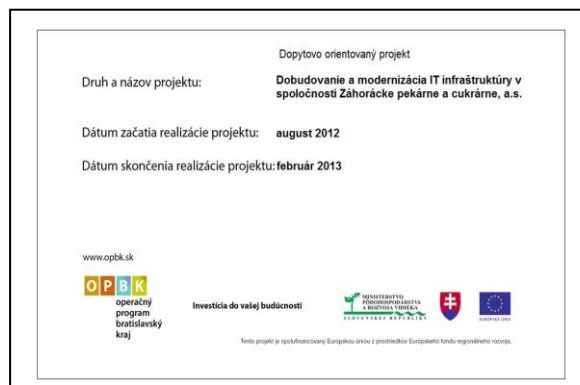 Dopytovo orientovaný projekt
Druh a názov projektu: Dobudovanie a modernizácia IT infraštruktúry v
spoločnosti Záhorácke pekárne a cukrárne, a.s.
Dátum začatia realizácie projektu: august 2012
Dátum skončenia realizácie projektu: február 2013
www.opbk.sk
OPBK
operačný
program
bratislavský
kraj
Investícia do vašej budúcnosti
MINISTERSTVO
PÔDOHOSPODÁRSTVA
A ROZVOJA VIDIEKA
SLOVENSKEJ REPUBLIKY
EURÓPSKA ÚNIA
Tento projekt je spolufinancovaný Európskou úniou z prostriedkov Európskeho fondu regionálneho rozvoja.